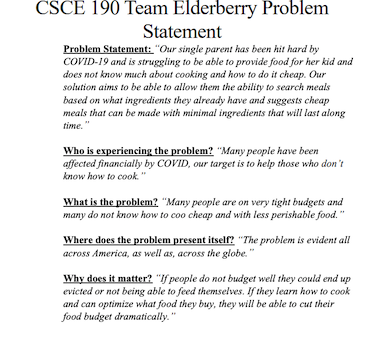 CSCE 190 Team Elderberry Problem
Statement
Problem Statement: "Our single parent has been hit hard by
COVID-19 and is struggling to be able to provide food for her kid and
does not know much about cooking and how to do it cheap. Our
solution aims to be able to allow them the ability to search meals
based on what ingredients they already have and suggests cheap
meals that can be made with minimal ingredients that will last along
time."
Who is experiencing the problem? "Many people have been
affected financially by COVID, our target is to help those who don't
know how to cook."
What is the problem? "Many people are on very tight budgets and
many do not know how to coo cheap and with less perishable food."
Where does the problem present itself? "The problem is evident all
across America, as well as, across the globe."
Why does it matter? "If people do not budget well they could end up
evicted or not being able to feed themselves. If they learn how to cook
and can optimize what food they buy, they will be able to cut their
food budget dramatically."